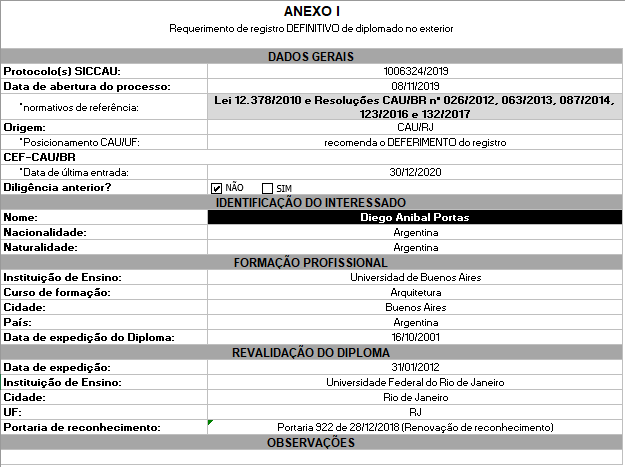 ANEXO I
Requerimento de registro DEFINITIVO de diplomado no exterior
DADOS GERAIS
Protocolo(s) SICCAU: 1006324/2019
Data de abertura do processo: 08/11/2019
*normativos de referência: Lei 12.378/2010 e Resoluções CAU/BR n° 026/2012, 063/2013, 087/2014,
123/2016 e 132/2017
Origem: CAU/RJ
*Posicionamento CAU/UF: recomenda o DEFERIMENTO do registro
CEF-CAU/BR
*Data de última entrada: 30/12/2020
Diligência anterior? NÃO SIM
IDENTIFICAÇÃO DO INTERESSADO
Nome: Diego Anibal Portas
Nacionalidade: Argentina
Naturalidade: Argentina
FORMAÇÃO PROFISSIONAL
Instituição de Ensino: Universidad de Buenos Aires
Curso de formação: Arquitetura
Cidade: Buenos Aires
País: Argentina
Data de expedição do Diploma: 16/10/2001
REVALIDAÇÃO DO DIPLOMA
Data de expedição: 31/01/2012
Instituição de Ensino: Universidade Federal do Rio de Janeiro
Cidade: Rio de Janeiro
UF: RJ
Portaria de reconhecimento: Portaria 922 de 28/12/2018 (Renovação de reconhecimento)
OBSERVAÇÕES